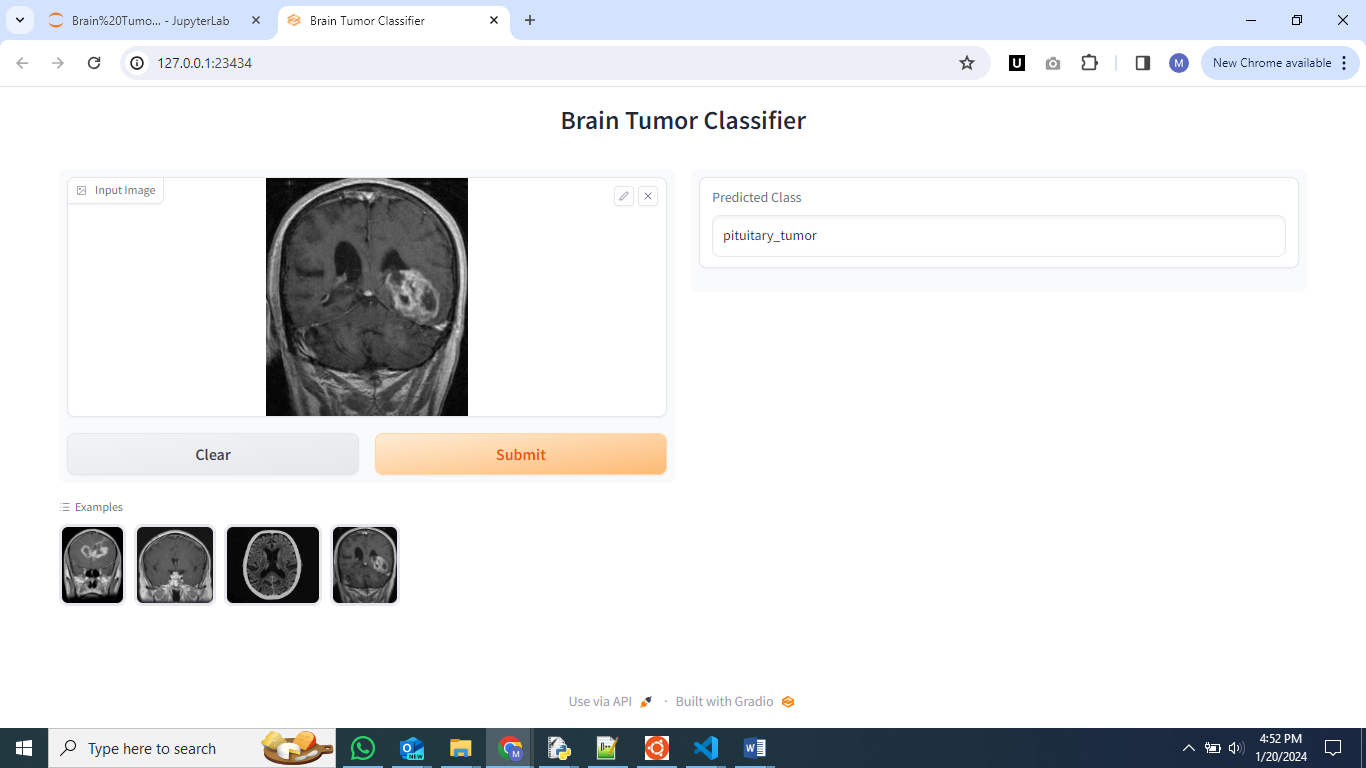 Brain%20Tumo... - JupyterLab
Brain Tumor Classifier
127.0.0.1:23434
U
M
New Chrome available
Brain Tumor Classifier
Input Image
Predicted Class
pituitary_tumor
Clear
Submit
Examples
Use via API · Built with Gradio
Type here to search
NEW
M
W
4:52 PM
1/20/2024